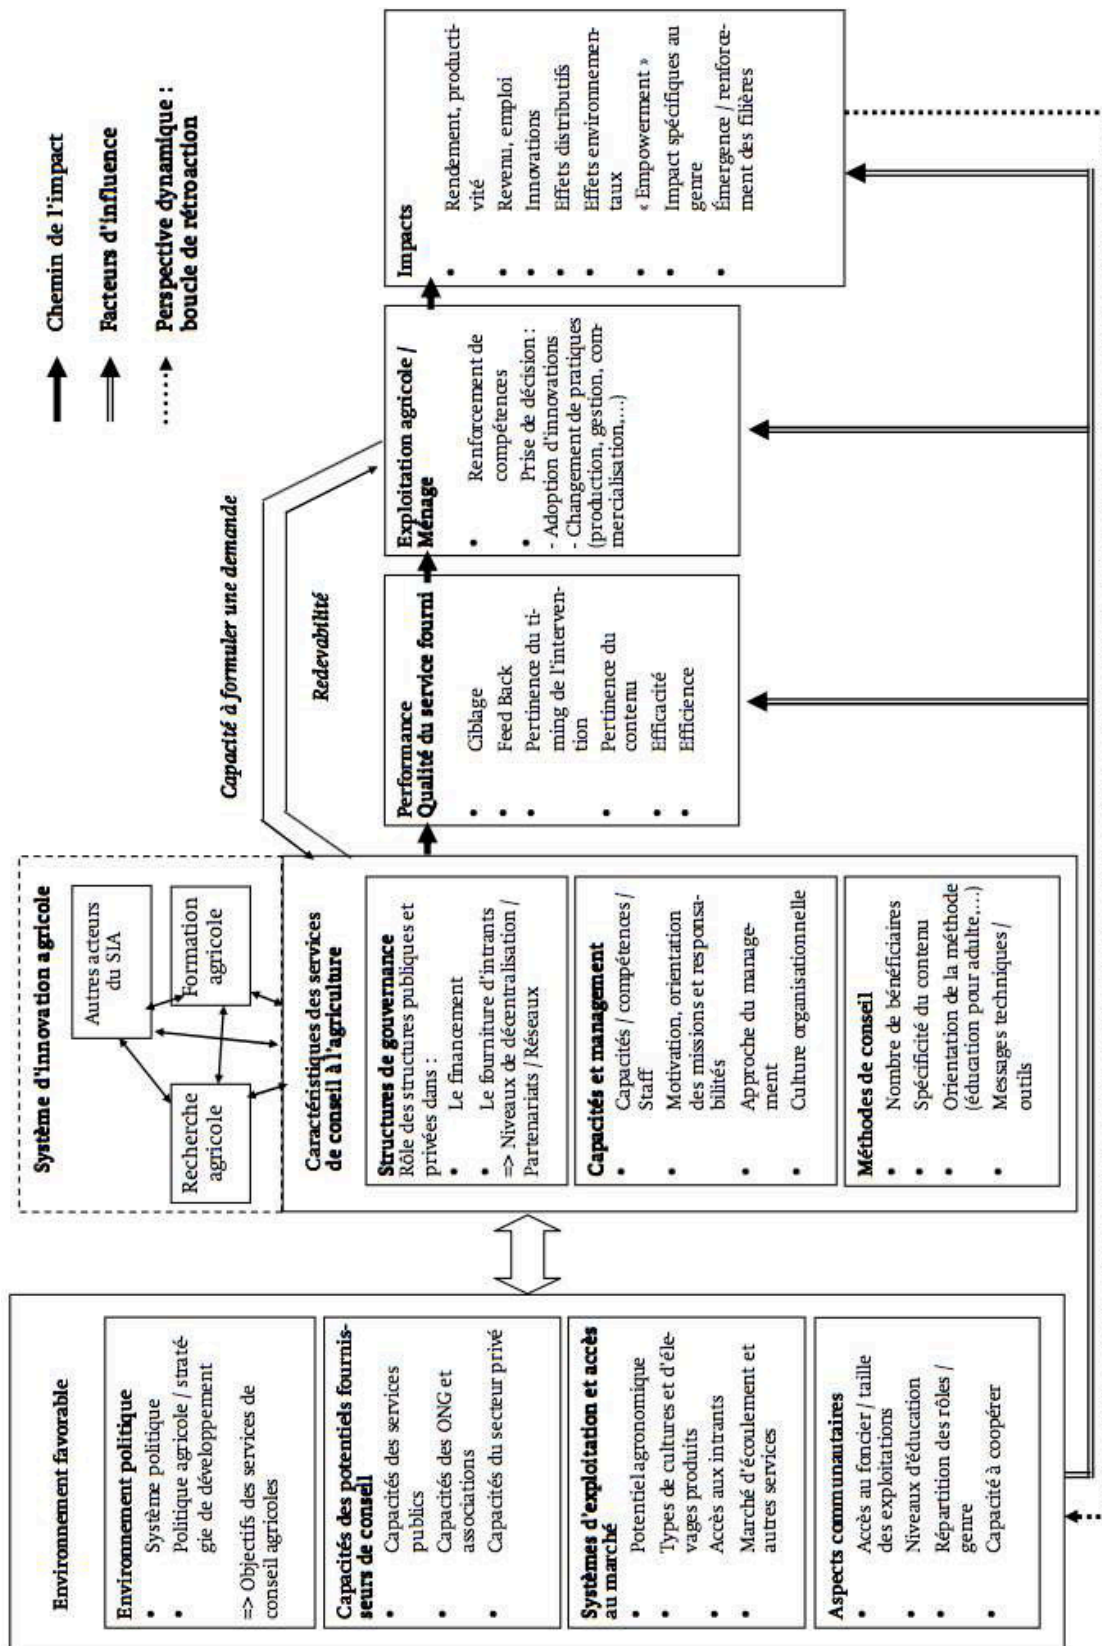 Environnement favorable
Environnement politique
• Système politique
• Politique agricole / straté-
gie de développement
=> Objectifs des services de
conseil agricoles
Capacités des potentiels fournis-
seurs de conseil
• Capacités des services
publics
• Capacités des ONG et
associations
• Capacités du secteur privé
Systèmes d'exploitation et accès
au marché
• Potentiel agronomique
• Types de cultures et d'éle-
vages produits
• Accès aux intrants
• Marché d'écoulement et
autres services
Aspects communautaires
• Accès au foncier / taille
des exploitations
• Niveaux d'éducation
• Répartition des rôles /
genre
• Capacité à coopérer
Système d'innovation agricole
Autres acteurs
du SIA
Recherche
agricole
Formation
agricole
Caractéristiques des services
de conseil à l'agriculture
Structures de gouvernance
Rôle des structures publiques et
privées dans :
• Le financement
• Le fourniture d'intrants
=> Niveaux de décentralisation /
Partenariats / Réseaux
Capacités et management
• Capacités / compétences /
Staff
• Motivation, orientation
des missions et responsa-
bilités
• Approche du manage-
ment
• Culture organisationnelle
Méthodes de conseil
• Nombre de bénéficiaires
• Spécificité du contenu
• Orientation de la méthode
(éducation pour adulte,...)
• Messages techniques /
outils
Capacité à formuler une demande
Redevabilité
Performance
Qualité du service fourni
• Ciblage
• Feed Back
• Pertinence du ti-
ming de l'interven-
tion
• Pertinence du
contenu
• Efficacité
• Efficience
Exploitation agricole /
Ménage
• Renforcement de
compétences
• Prise de décision :
- Adoption d'innovations
- Changement de pratiques
(production, gestion, com-
mercialisation,...)
Impacts
• Rendement, producti-
vité
• Revenu, emploi
• Innovations
• Effets distributifs
• Effets environnemen-
taux
• « Empowerment »
• Impact spécifiques au
genre
• Émergence / renforce-
ment des filières
Chemin de l'impact
Facteurs d'influence
Perspective dynamique :
boucle de rétroaction